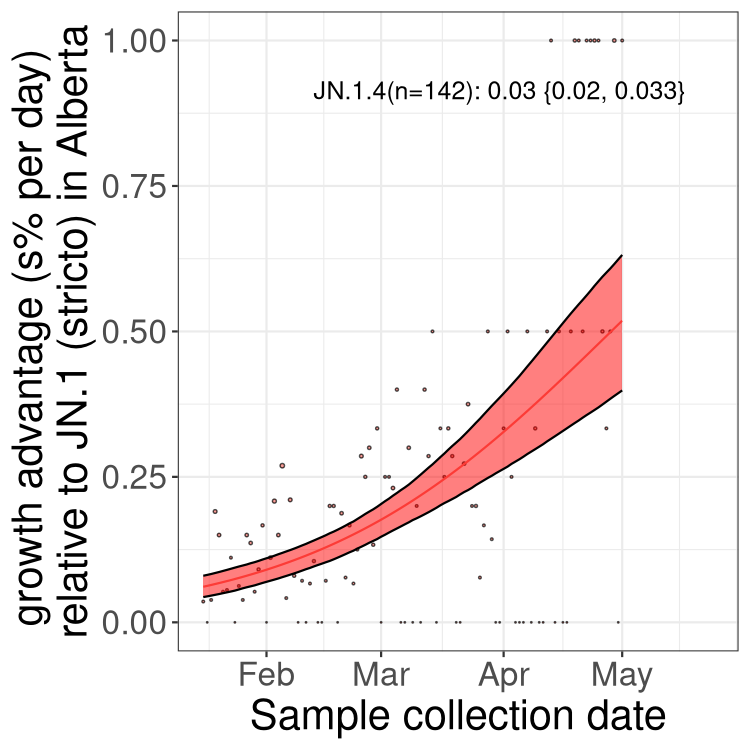 growth advantage (s% per day)
relative to JN.1 (stricto) in Alberta
1.00
0.75
0.50
0.25
0.00
JN.1.4(n=142): 0.03 {0.02, 0.033}
Feb Mar Apr May
Sample collection date